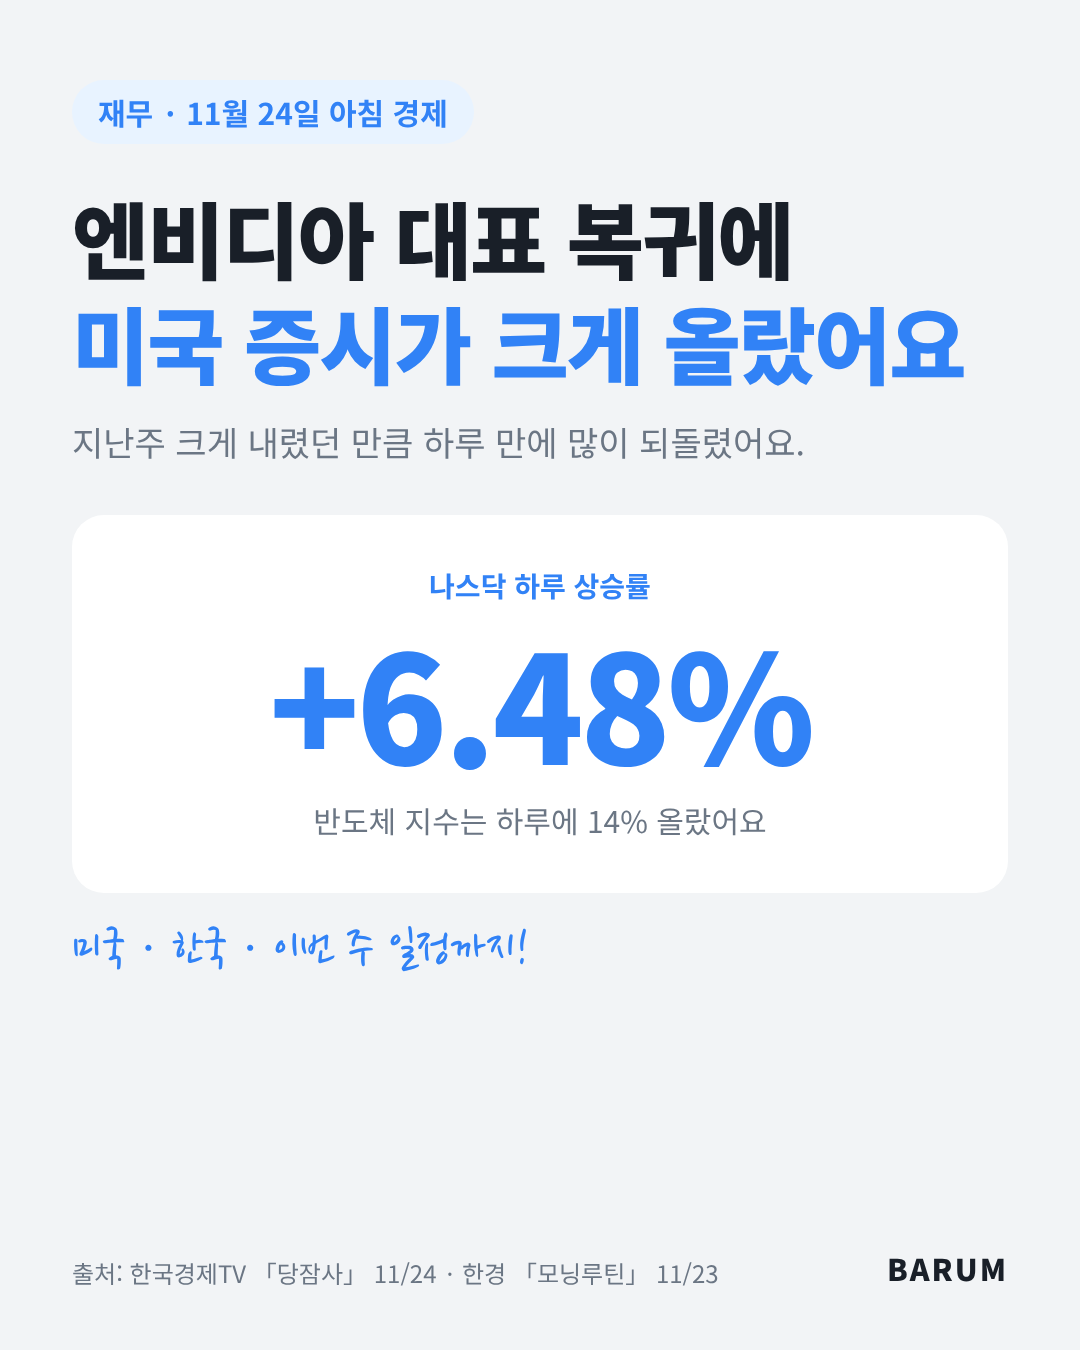 재무 · 11월 24일 아침 경제
엔비디아 대표 복귀에
미국 증시가 크게 올랐어요
지난주 크게 내렸던 만큼 하루 만에 많이 되돌렸어요.
나스닥 하루 상승률
+6.48%
반도체 지수는 하루에 14% 올랐어요
미국 · 한국 · 이번 주 일정까지!
출처: 한국경제TV 「당잠사」 11/24 · 한경 「모닝루틴」 11/23
BARUM